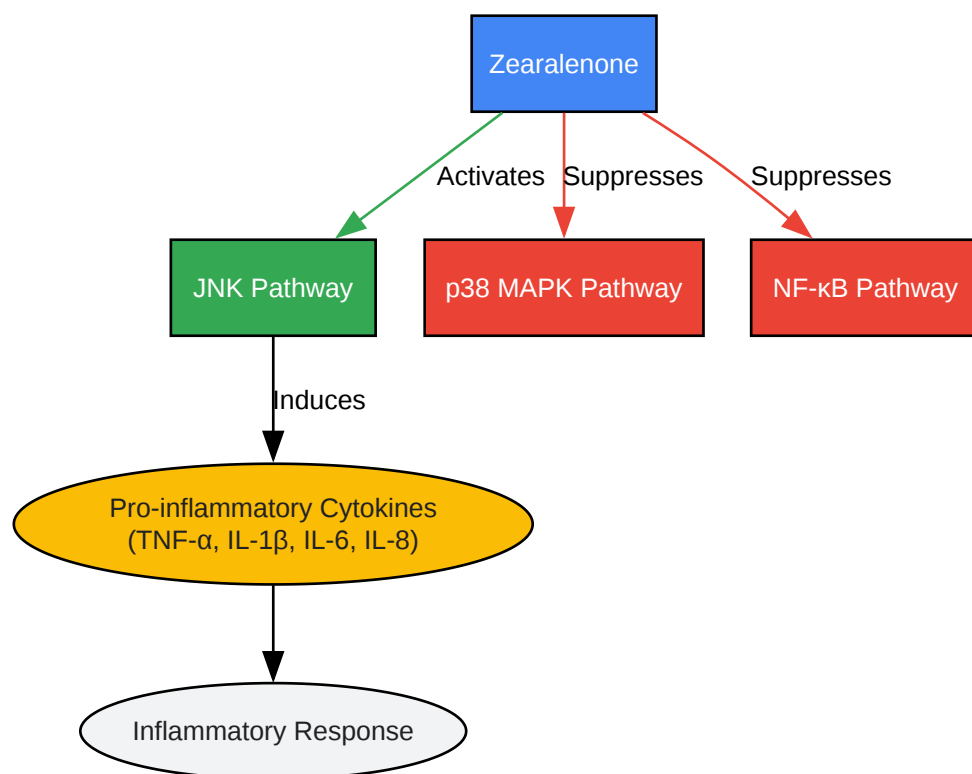 Zearalenone
Activates
Suppresses
Suppresses
JNK Pathway
p38 MAPK Pathway
NF-κB Pathway
Induces
Pro-inflammatory Cytokines
(TNF-α, IL-1β, IL-6, IL-8)
Inflammatory Response